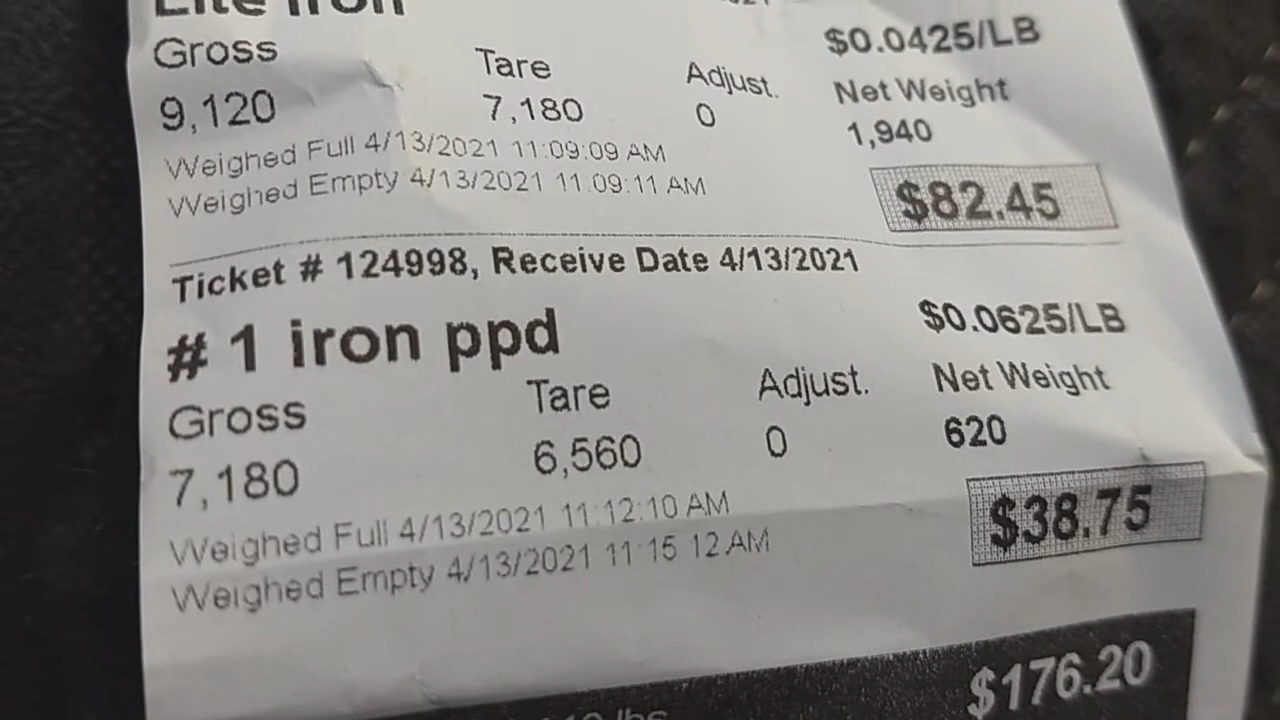 Lite Iron
$0.0425/LB
Gross Tare Adjust. Net Weight
9,120 7,180 0 1,940
Weighed Full 4/13/2021 11:09:09 AM
Weighed Empty 4/13/2021 11:09:11 AM
$82.45
Ticket # 124998, Receive Date 4/13/2021
# 1 iron ppd $0.0625/LB
Gross Tare Adjust. Net Weight
7,180 6,560 0 620
Weighed Full 4/13/2021 11:12:10 AM
Weighed Empty 4/13/2021 11:15 12 AM
$38.75
$176.20
lbs